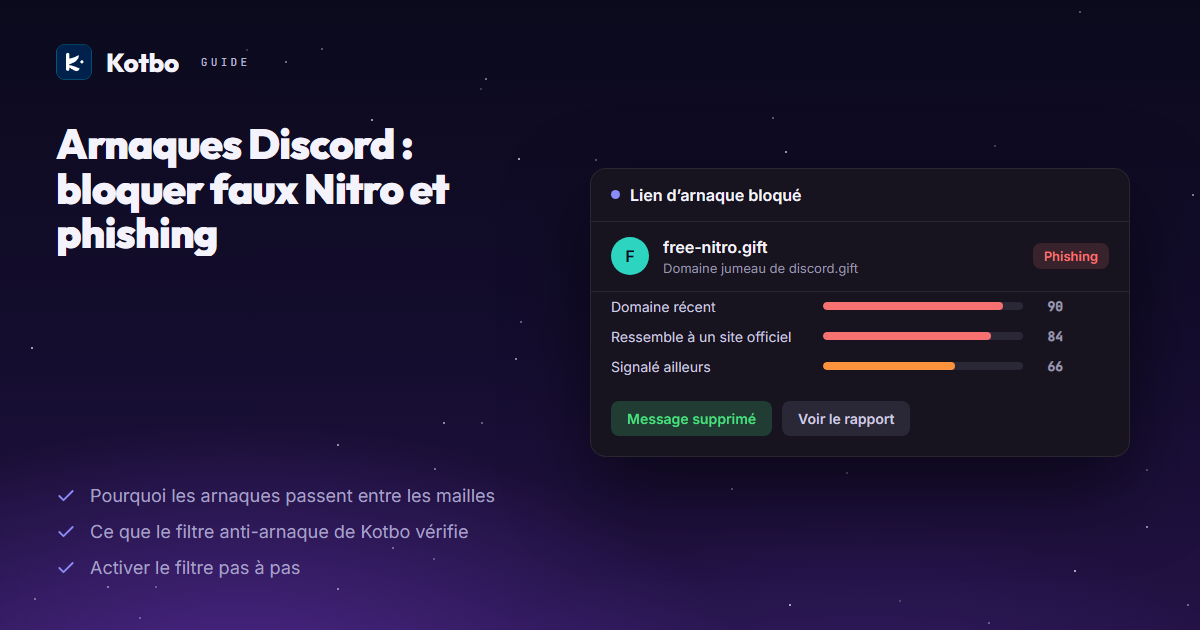 Kotbo GUIDE
Arnaques Discord :
bloquer faux Nitro et
phishing
Lien d’arnaque bloqué
F
free-nitro.gift
Domaine jumeau de discord.gift
Phishing
Domaine récent 90
Ressemble à un site officiel 84
Signalé ailleurs 66
Message supprimé
Voir le rapport
Pourquoi les arnaques passent entre les mailles
Ce que le filtre anti-arnaque de Kotbo vérifie
Activer le filtre pas à pas